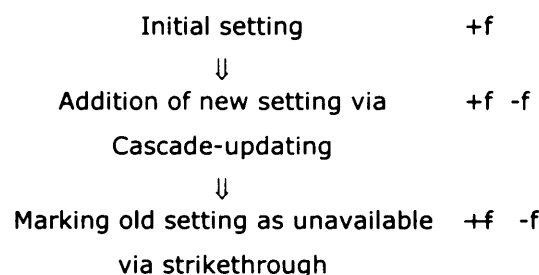 Initial setting +f
⇓
Addition of new setting via +f -f
Cascade-updating
⇓
Marking old setting as unavailable +f -f
via strikethrough